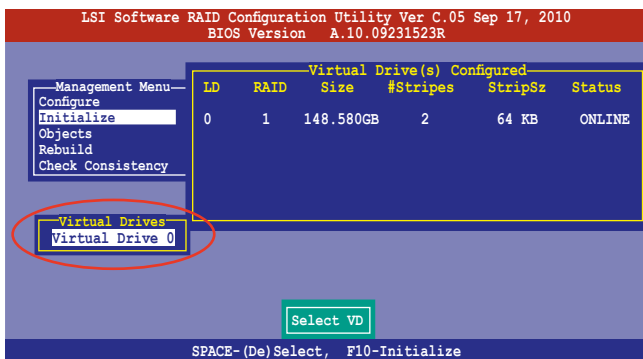 LSI Software RAID Configuration Utility Ver C.05 Sep 17, 2010
BIOS Version A.10.09231523R
Virtual Drive(s) Configured
LD RAID Size #Stripes StripSz Status
0 1 148.580GB 2 64 KB ONLINE
Management Menu
Configure
Initialize
Objects
Rebuild
Check Consistency
Virtual Drives
Virtual Drive 0
Select VD
SPACE-(De)Select, F10-Initialize